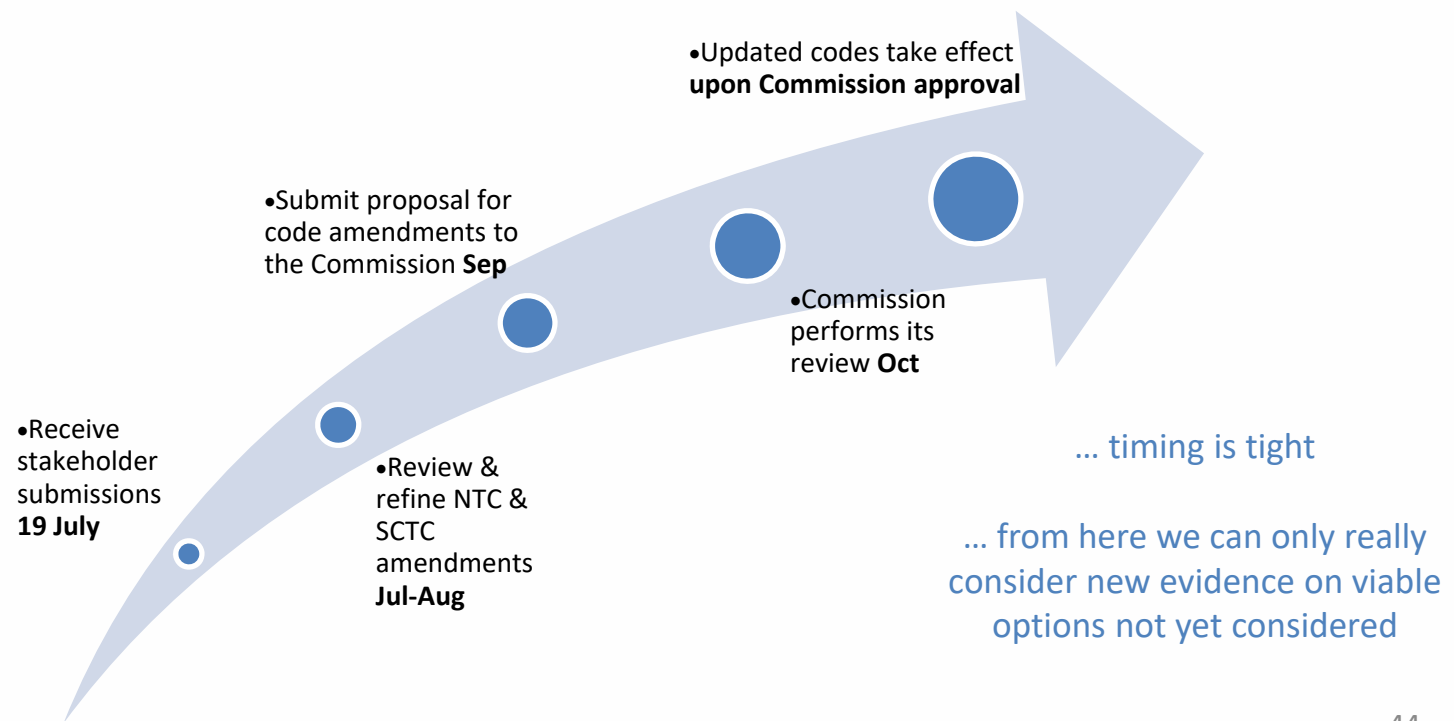 •Updated codes take effect
upon Commission approval
•Submit proposal for
code amendments to
the Commission Sep
•Commission
performs its
review Oct
•Receive
stakeholder
submissions
19 July
•Review &
refine NTC &
SCTC
amendments
Jul-Aug
... timing is tight
... from here we can only really
consider new evidence on viable
options not yet considered